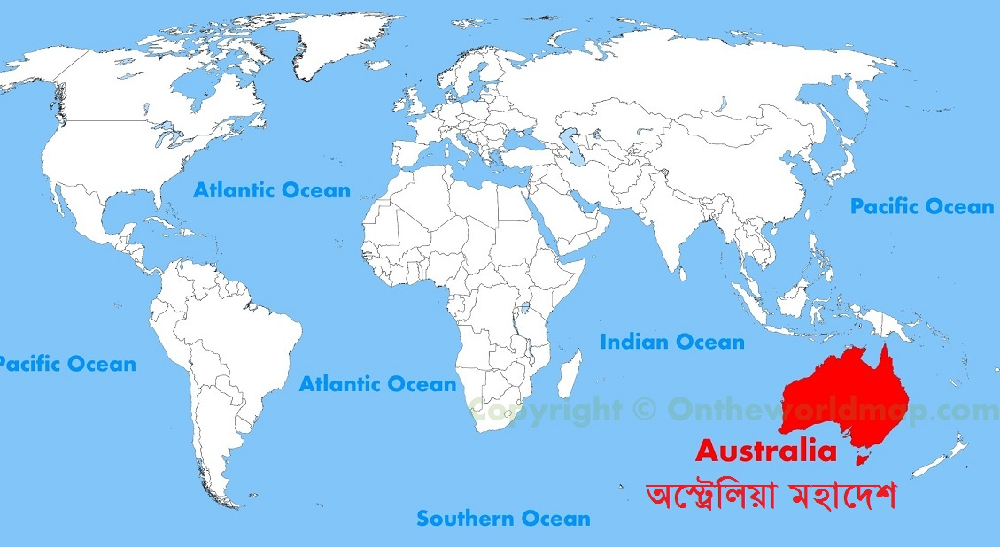 Atlantic Ocean
Pacific Ocean
Indian Ocean
Pacific Ocean
Atlantic Ocean
Copyright © Ontheworldmap.com
Australia
অস্ট্রেলিয়া মহাদেশ
Southern Ocean